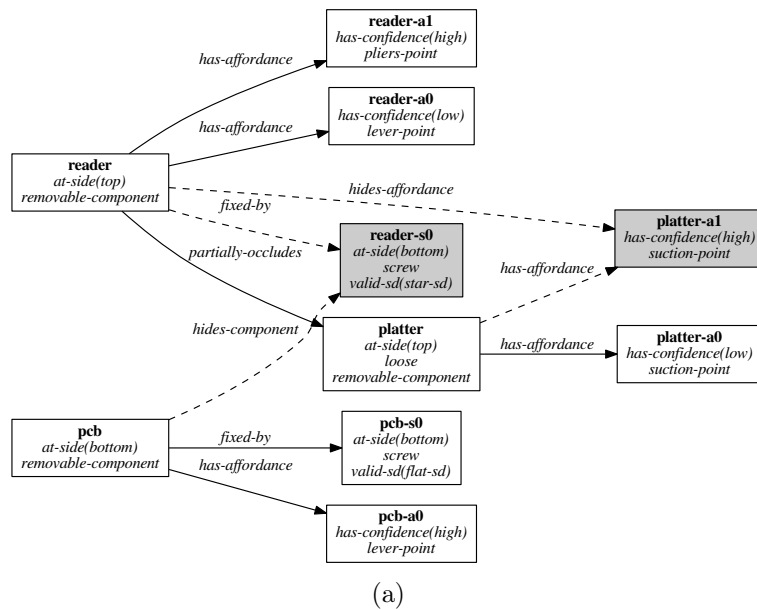 reader-a1
has-confidence(high)
pliers-point
has-affordance
reader-a0
has-confidence(low)
lever-point
has-affordance
reader
at-side(top)
removable-component
hides-affordance
fixed-by
platter-a1
has-confidence(high)
suction-point
reader-s0
at-side(bottom)
screw
valid-sd(star-sd)
partially-occludes
has-affordance
hides-component
platter
at-side(top)
loose
removable-component
has-affordance
platter-a0
has-confidence(low)
suction-point
pcb
at-side(bottom)
removable-component
fixed-by
pcb-s0
at-side(bottom)
screw
valid-sd(flat-sd)
has-affordance
pcb-a0
has-confidence(high)
lever-point
(a)